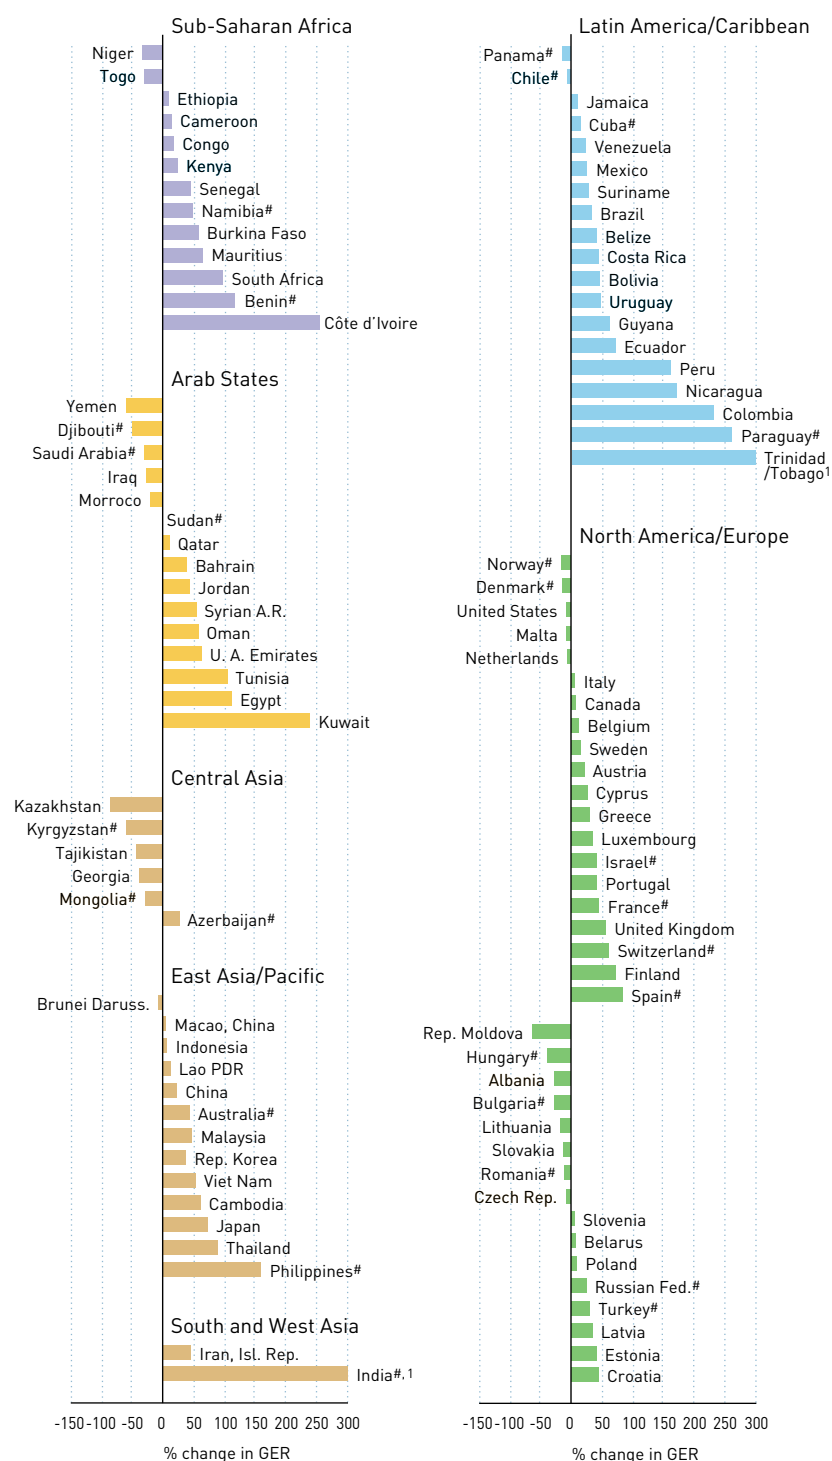 Sub-Saharan Africa
Niger
Togo
Ethiopia
Cameroon
Congo
Kenya
Senegal
Namibia#
Burkina Faso
Mauritius
South Africa
Benin#
Côte d'Ivoire
Arab States
Yemen
Djibouti#
Saudi Arabia#
Iraq
Morroco
Sudan#
Qatar
Bahrain
Jordan
Syrian A.R.
Oman
U. A. Emirates
Tunisia
Egypt
Kuwait
Central Asia
Kazakhstan
Kyrgyzstan#
Tajikistan
Georgia
Mongolia#
Azerbaijan#
East Asia/Pacific
Brunei Daruss.
Macao, China
Indonesia
Lao PDR
China
Australia#
Malaysia
Rep. Korea
Viet Nam
Cambodia
Japan
Thailand
Philippines#
South and West Asia
Iran, Isl. Rep.
India#,1
-150 -100 -50 0 50 100 150 200 250 300
% change in GER
Latin America/Caribbean
Panama#
Chile#
Jamaica
Cuba#
Venezuela
Mexico
Suriname
Brazil
Belize
Costa Rica
Bolivia
Uruguay
Guyana
Ecuador
Peru
Nicaragua
Colombia
Paraguay#
Trinidad
/Tobago1
North America/Europe
Norway#
Denmark#
United States
Malta
Netherlands
Italy
Canada
Belgium
Sweden
Austria
Cyprus
Greece
Luxembourg
Israel#
Portugal
France#
United Kingdom
Switzerland#
Finland
Spain#
Rep. Moldova
Hungary#
Albania
Bulgaria#
Lithuania
Slovakia
Romania#
Czech Rep.
Slovenia
Belarus
Poland
Russian Fed.#
Turkey#
Latvia
Estonia
Croatia
-150 -100 -50 0 50 100 150 200 250 300
% change in GER